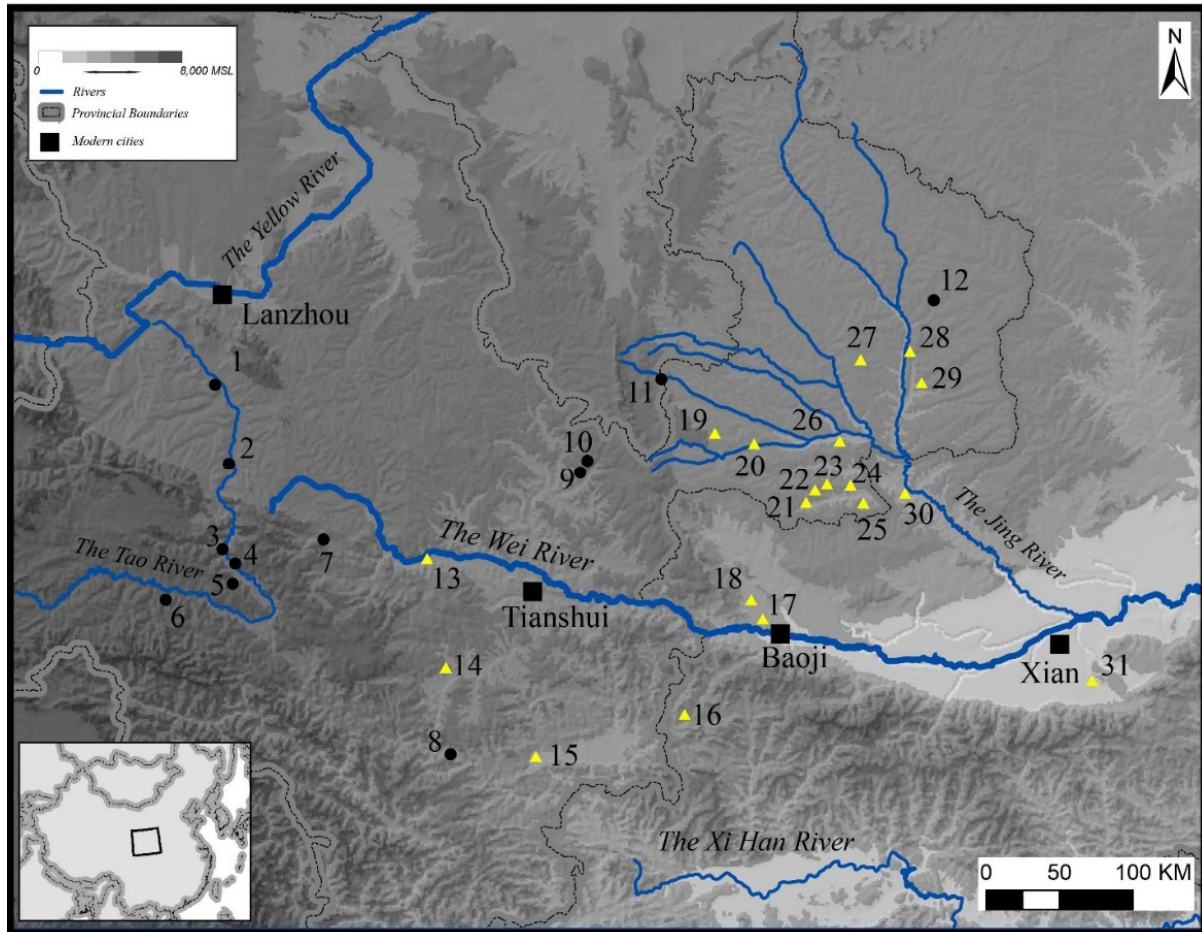 N
0
8,000 MSL
Rivers
Provincial Boundaries
Modern cities
The Yellow River
Lanzhou
1
2
3
4
5
6
7
The Tao River
8
9
10
11
12
The Wei River
13
Tianshui
14
15
16
17
18
Baoji
19
20
21
22
23
24
25
26
27
28
29
30
The Jing River
Xian
31
The Xi Han River
0 50 100 KM